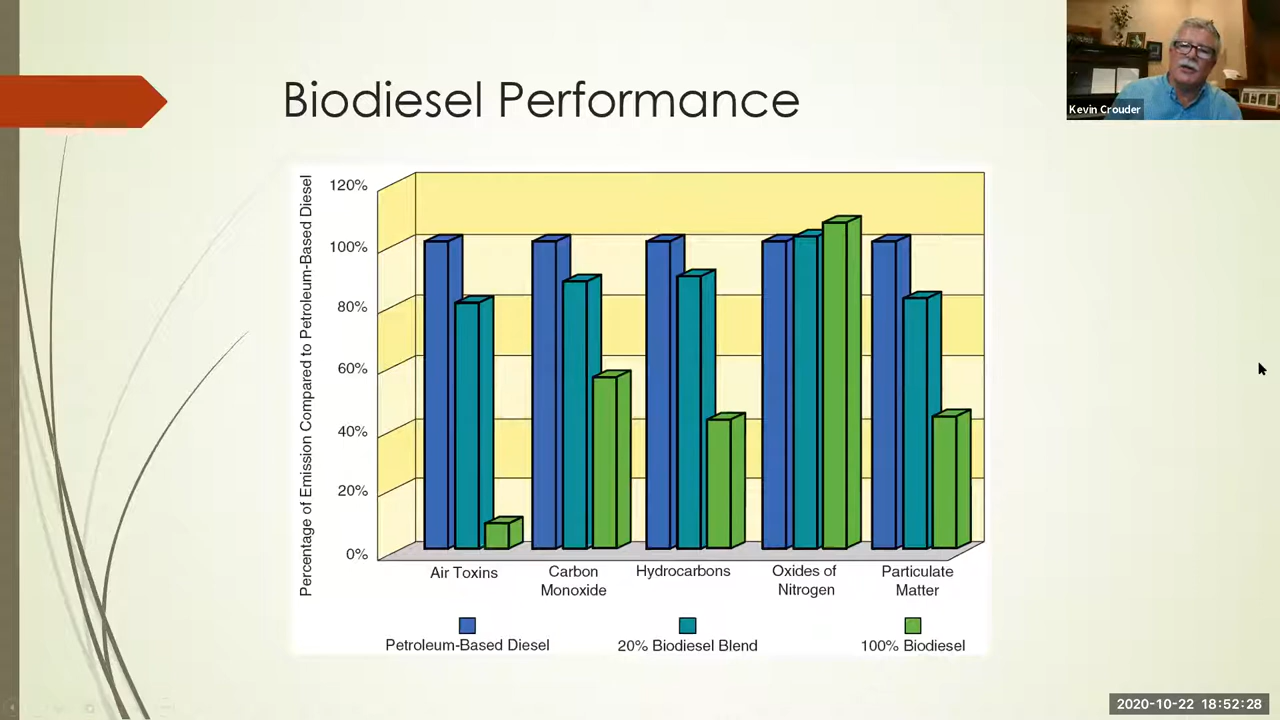 Biodiesel Performance
Kevin Crouder
Percentage of Emission Compared to Petroleum-Based Diesel
120%
100%
80%
60%
40%
20%
0%
Air Toxins
Carbon
Monoxide
Hydrocarbons
Oxides of
Nitrogen
Particulate
Matter
Petroleum-Based Diesel
20% Biodiesel Blend
100% Biodiesel
2020-10-22 18:52:28